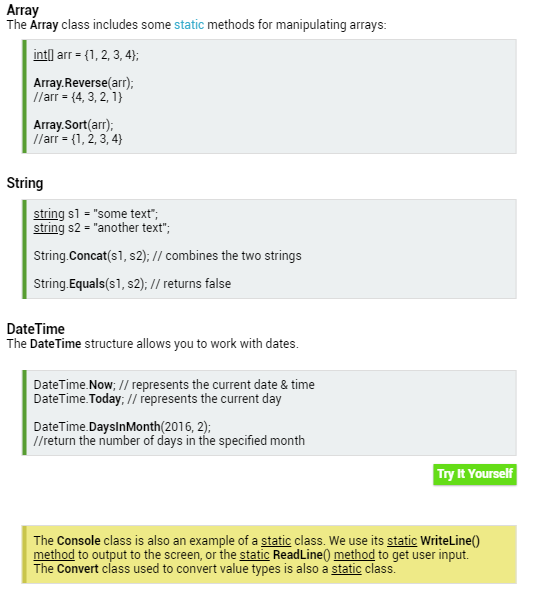 Array
The Array class includes some static methods for manipulating arrays:
int[] arr = {1, 2, 3, 4};
Array.Reverse(arr);
//arr = {4, 3, 2, 1}
Array.Sort(arr);
//arr = {1, 2, 3, 4}
String
string s1 = "some text";
string s2 = "another text";
String.Concat(s1, s2); // combines the two strings
String.Equals(s1, s2); // returns false
DateTime
The DateTime structure allows you to work with dates.
DateTime.Now; // represents the current date & time
DateTime.Today; // represents the current day
DateTime.DaysInMonth(2016, 2);
//return the number of days in the specified month
Try It Yourself
The Console class is also an example of a static class. We use its static WriteLine()
method to output to the screen, or the static ReadLine() method to get user input.
The Convert class used to convert value types is also a static class.